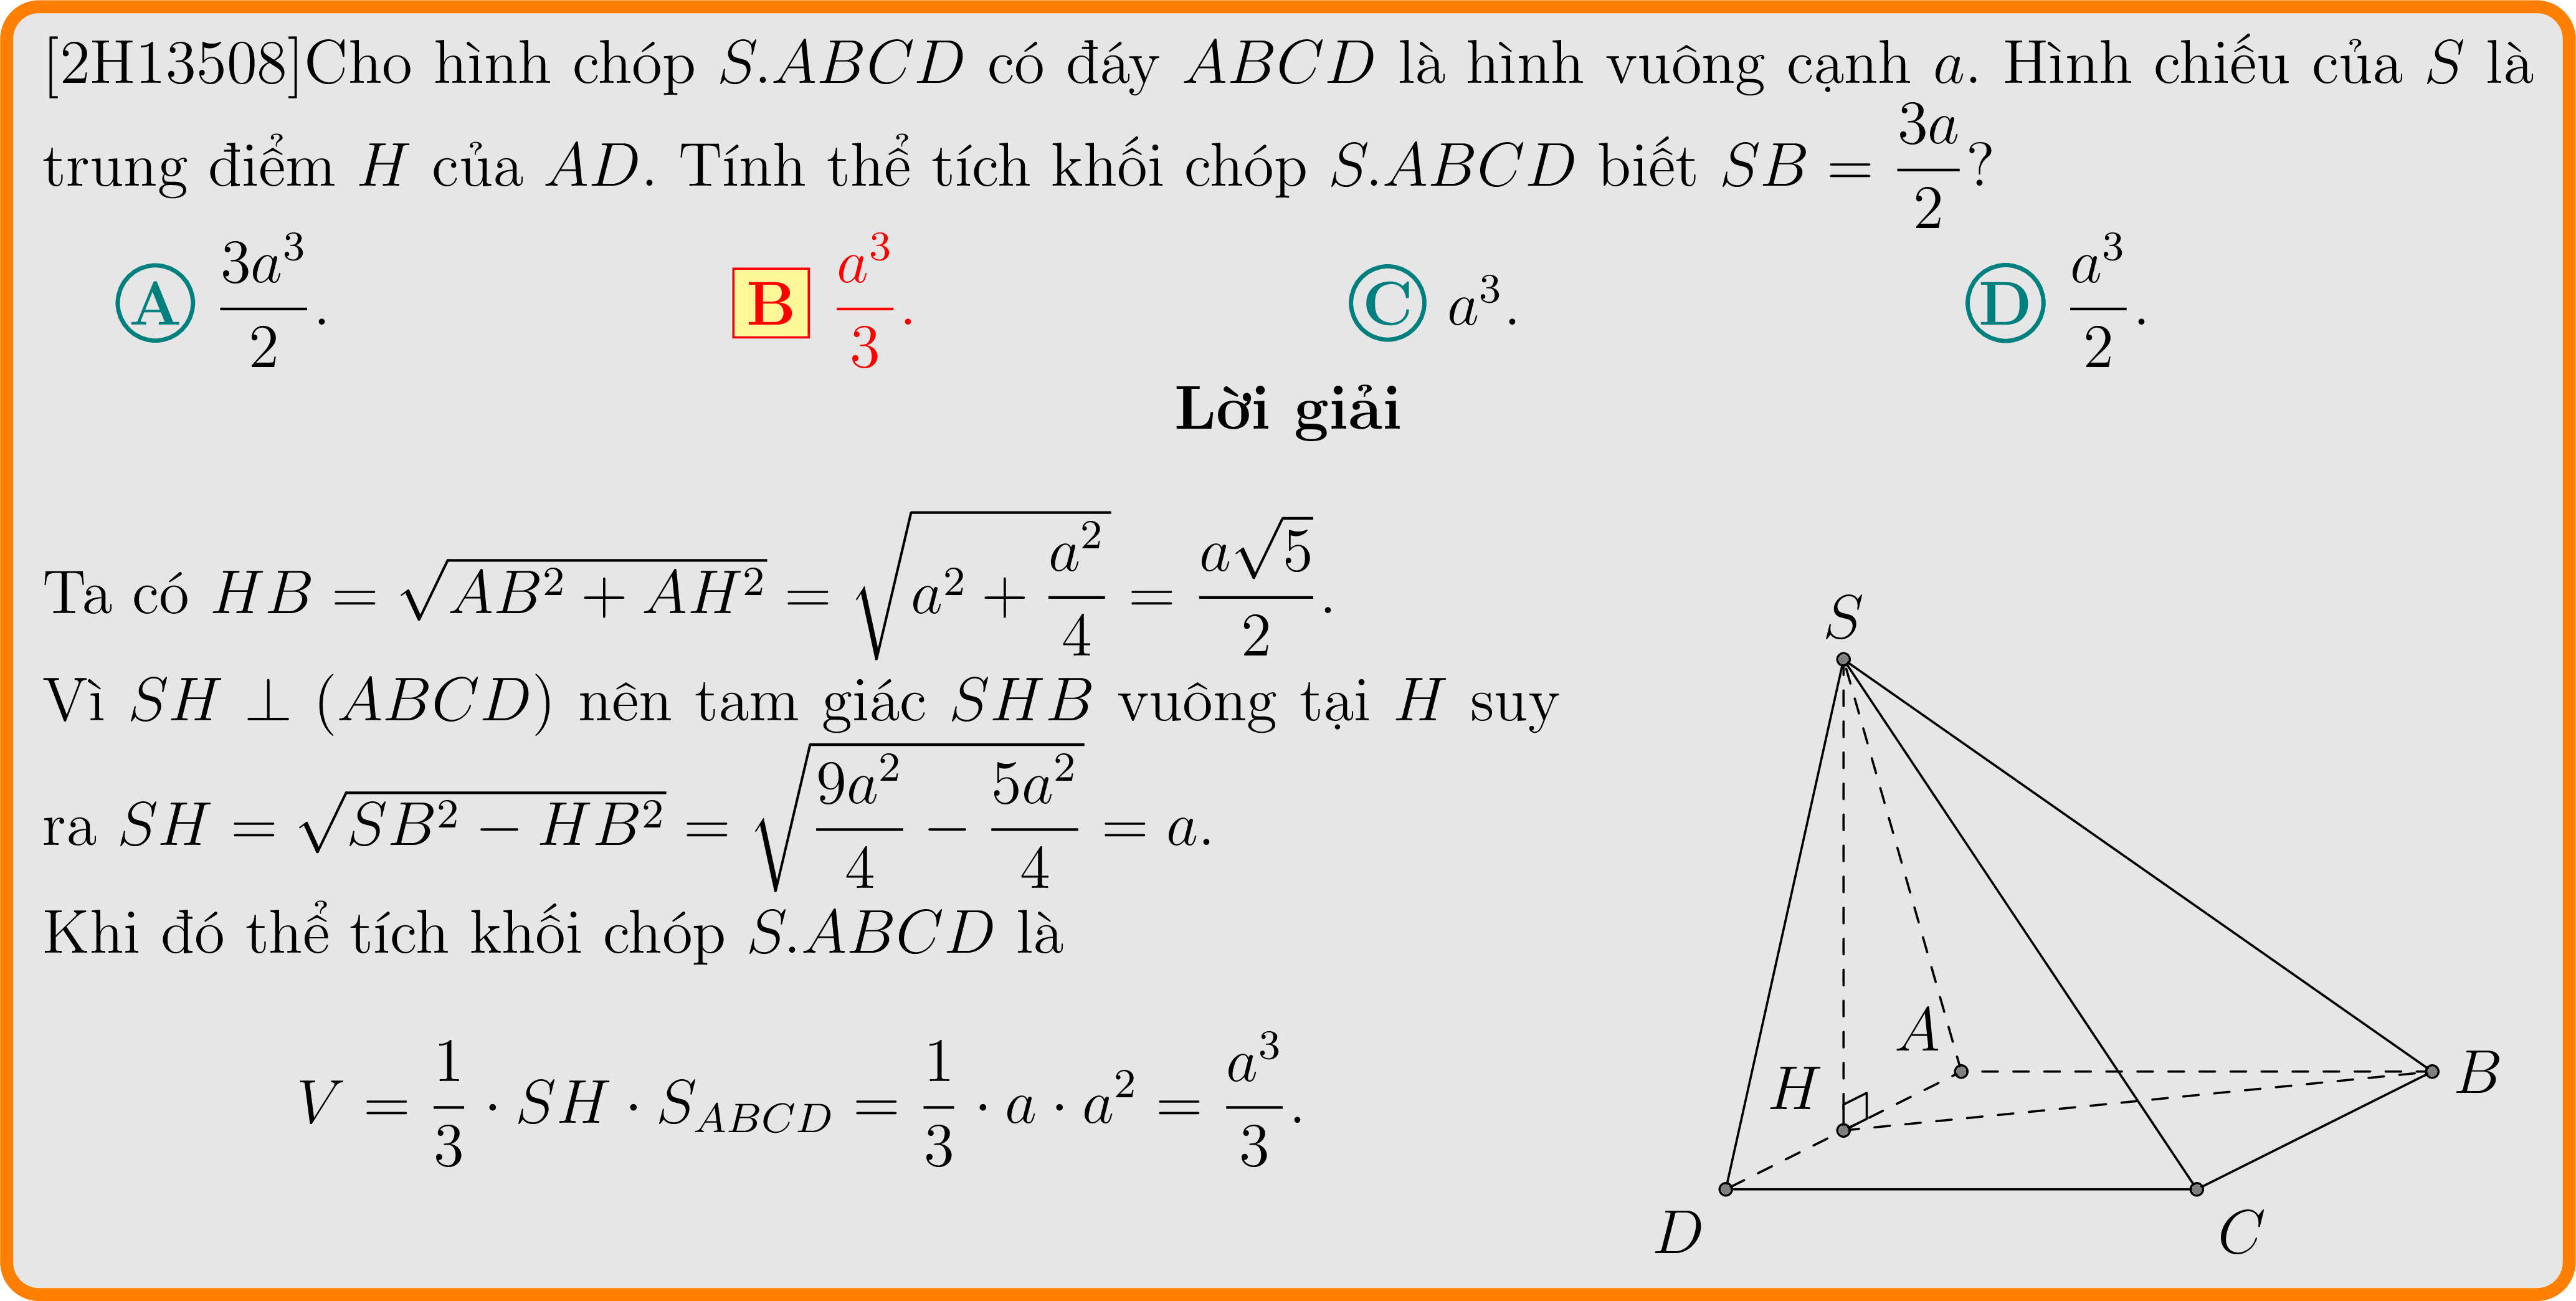 [2H13508]Cho hình chóp S.ABCD có đáy ABCD là hình vuông cạnh a. Hình chiếu của S là
trung điểm H của AD. Tính thể tích khối chóp S.ABCD biết SB = \frac{3a}{2}?
A \frac{3a^3}{2}. B \frac{a^3}{3}. C a^3. D \frac{a^3}{2}.
Lời giải
Ta có HB = \sqrt{AB^2 + AH^2} = \sqrt{a^2 + \frac{a^2}{4}} = \frac{a\sqrt{5}}{2}.
Vì SH ⊥ (ABCD) nên tam giác SHB vuông tại H suy
ra SH = \sqrt{SB^2 − HB^2} = \sqrt{\frac{9a^2}{4} − \frac{5a^2}{4}} = a.
Khi đó thể tích khối chóp S.ABCD là
V = \frac{1}{3} · SH · S_{ABCD} = \frac{1}{3} · a · a^2 = \frac{a^3}{3}.
S
A
H
B
D
C